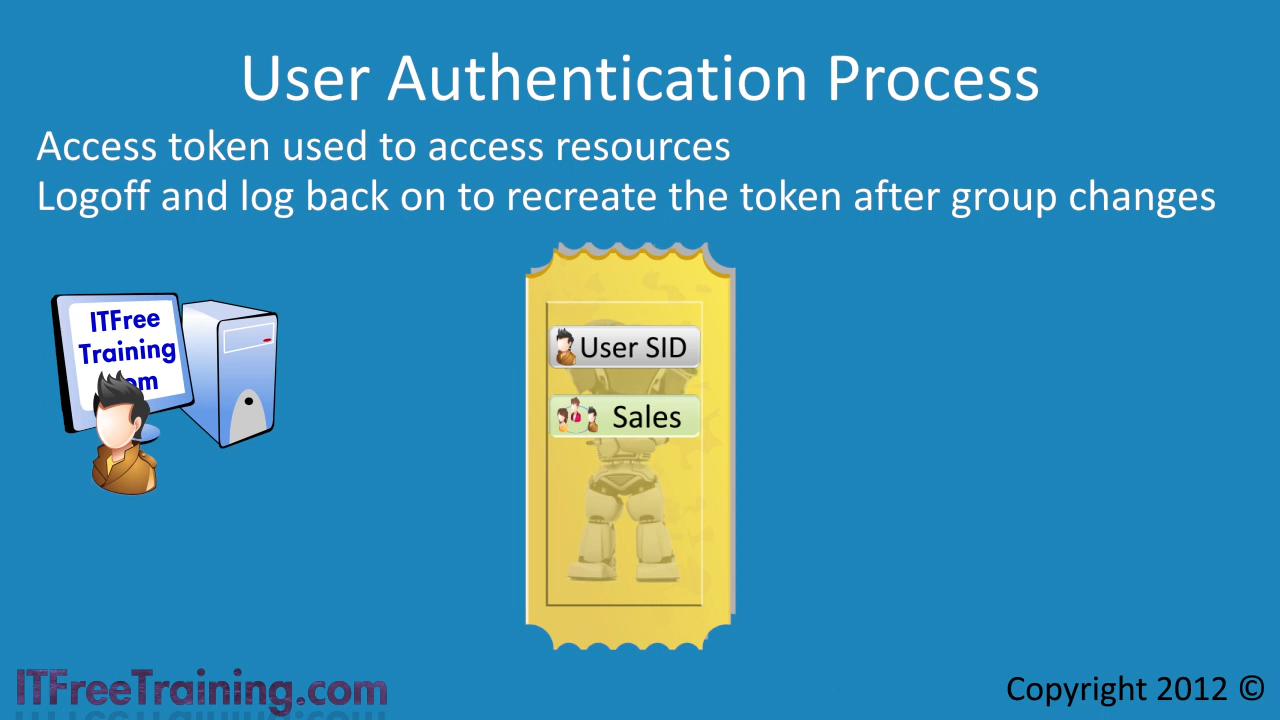 User Authentication Process
Access token used to access resources
Logoff and log back on to recreate the token after group changes
ITFree
Training
om
User SID
Sales
ITFreeTraining.com
Copyright 2012 ©